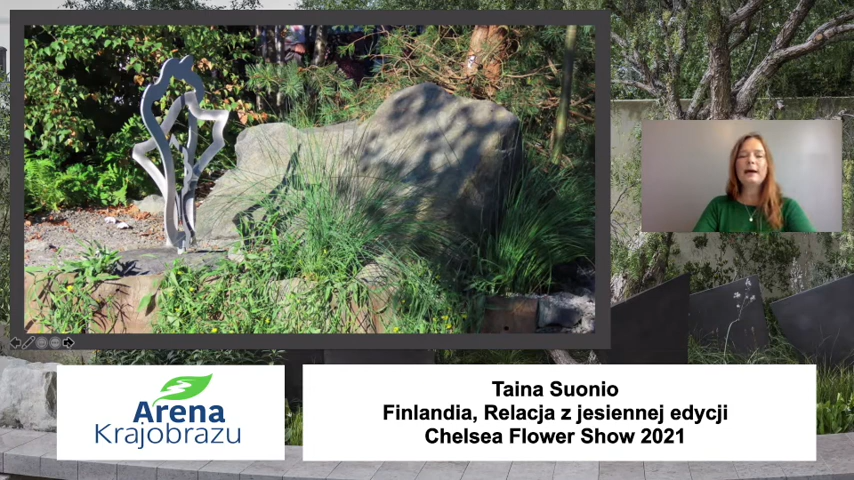 Arena
Krajobrazu
Taina Suonio
Finlandia, Relacja z jesiennej edycji
Chelsea Flower Show 2021